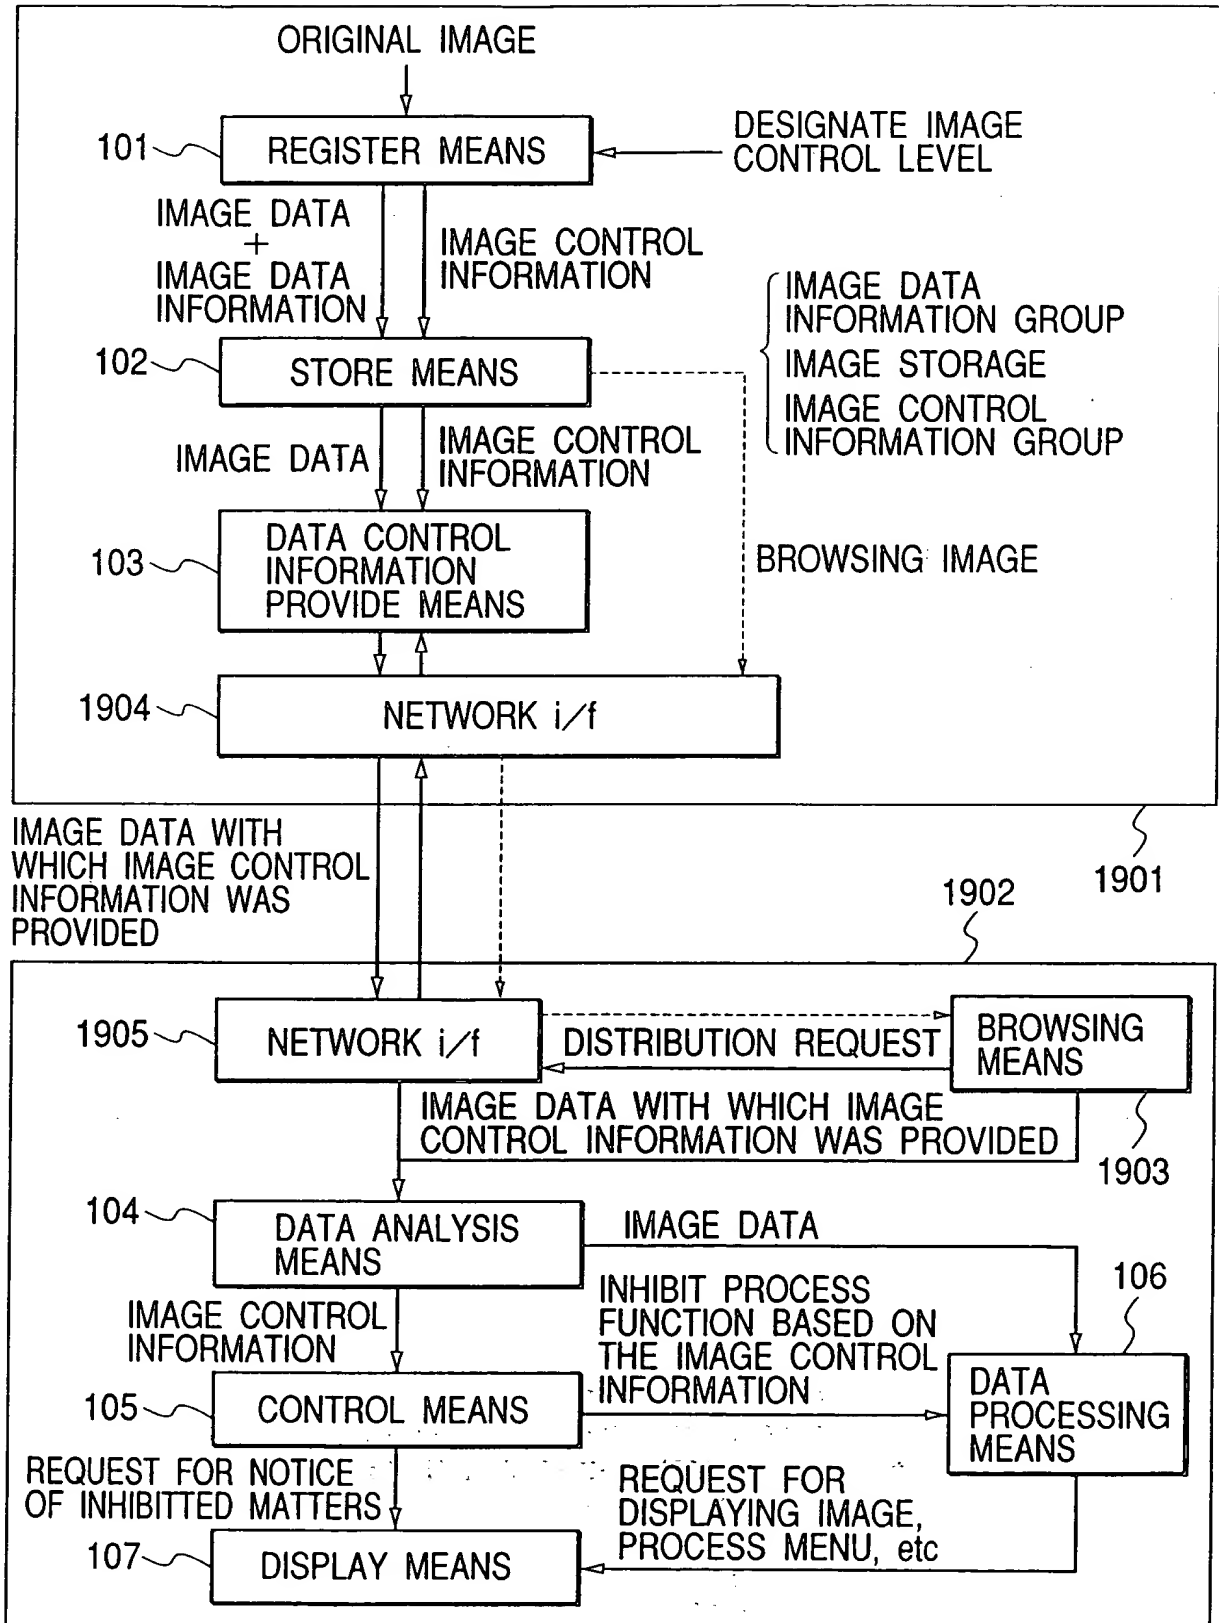 ORIGINAL IMAGE
101
REGISTER MEANS
DESIGNATE IMAGE
CONTROL LEVEL
IMAGE DATA
+
IMAGE DATA
INFORMATION
IMAGE CONTROL
INFORMATION
IMAGE DATA
INFORMATION GROUP
IMAGE STORAGE
IMAGE CONTROL
INFORMATION GROUP
102
STORE MEANS
IMAGE DATA
IMAGE CONTROL
INFORMATION
103
DATA CONTROL
INFORMATION
PROVIDE MEANS
BROWSING IMAGE
1904
NETWORK i/f
1901
IMAGE DATA WITH
WHICH IMAGE CONTROL
INFORMATION WAS
PROVIDED
1902
1905
NETWORK i/f
DISTRIBUTION REQUEST
BROWSING
MEANS
1903
IMAGE DATA WITH WHICH IMAGE
CONTROL INFORMATION WAS PROVIDED
104
DATA ANALYSIS
MEANS
IMAGE DATA
106
IMAGE CONTROL
INFORMATION
INHIBIT PROCESS
FUNCTION BASED ON
THE IMAGE CONTROL
INFORMATION
105
CONTROL MEANS
DATA
PROCESSING
MEANS
REQUEST FOR NOTICE
OF INHIBITTED MATTERS
REQUEST FOR
DISPLAYING IMAGE,
PROCESS MENU, etc
107
DISPLAY MEANS